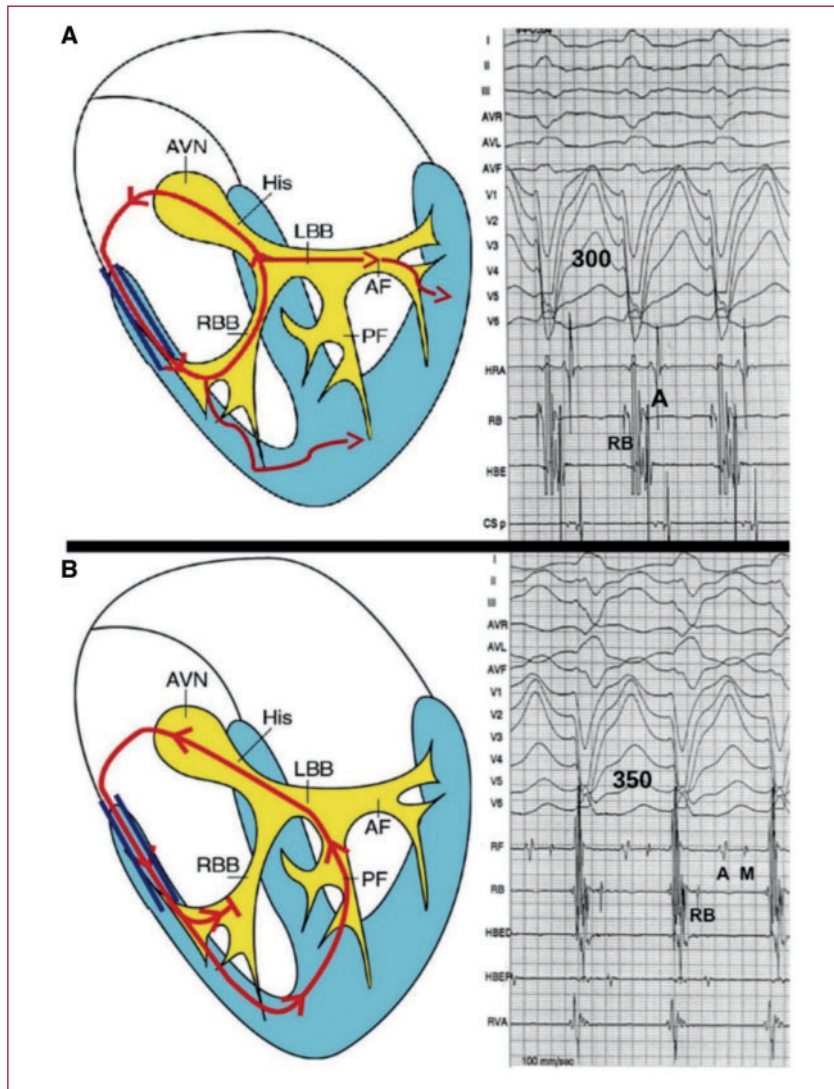 A
AVN
His
LBB
AF
RBB
PF
I
II
III
AVR
AVL
AVF
V1
V2
V3
V4
V5
V6
300
HRA
A
RB
RB
HBE
CS p
B
AVN
His
LBB
AF
RBB
PF
I
II
III
AVR
AVL
AVF
V1
V2
V3
V4
V5
V6
350
RF
A M
RB
RB
HBED
HBEP
RVA
100 mm/sec